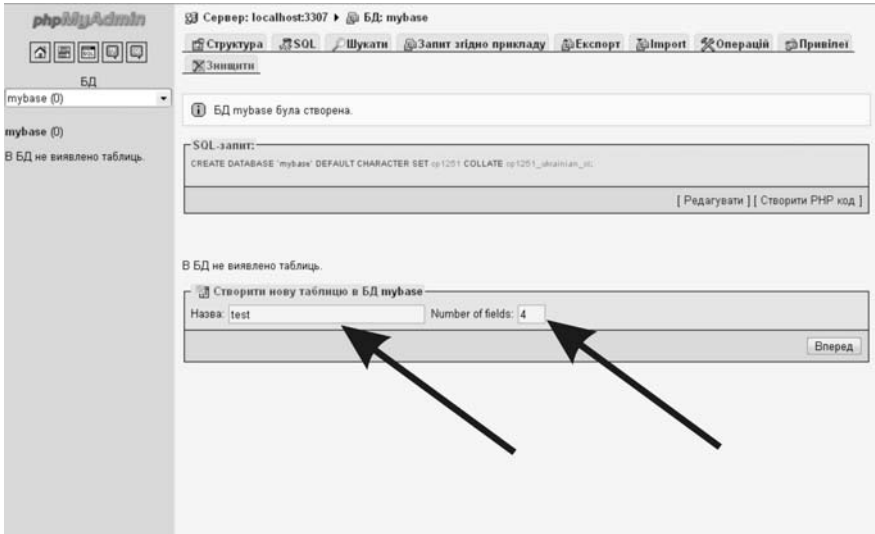 phpMyAdmin
БД
mybase (0)
mybase (0)
В БД не виявлено таблиць.
Сервер: localhost:3307 ▸ БД: mybase
Структура SQL Шукати Запит згідно прикладу Експорт Import Операцій Привілеї
Знищити
БД mybase була створена.
SQL-запит:
CREATE DATABASE `mybase` DEFAULT CHARACTER SET cp1251 COLLATE cp1251_ukrainian_ci;
[ Редагувати ] [ Створити PHP код ]
В БД не виявлено таблиць.
Створити нову таблицю в БД mybase
Назва: test Number of fields: 4
Вперед